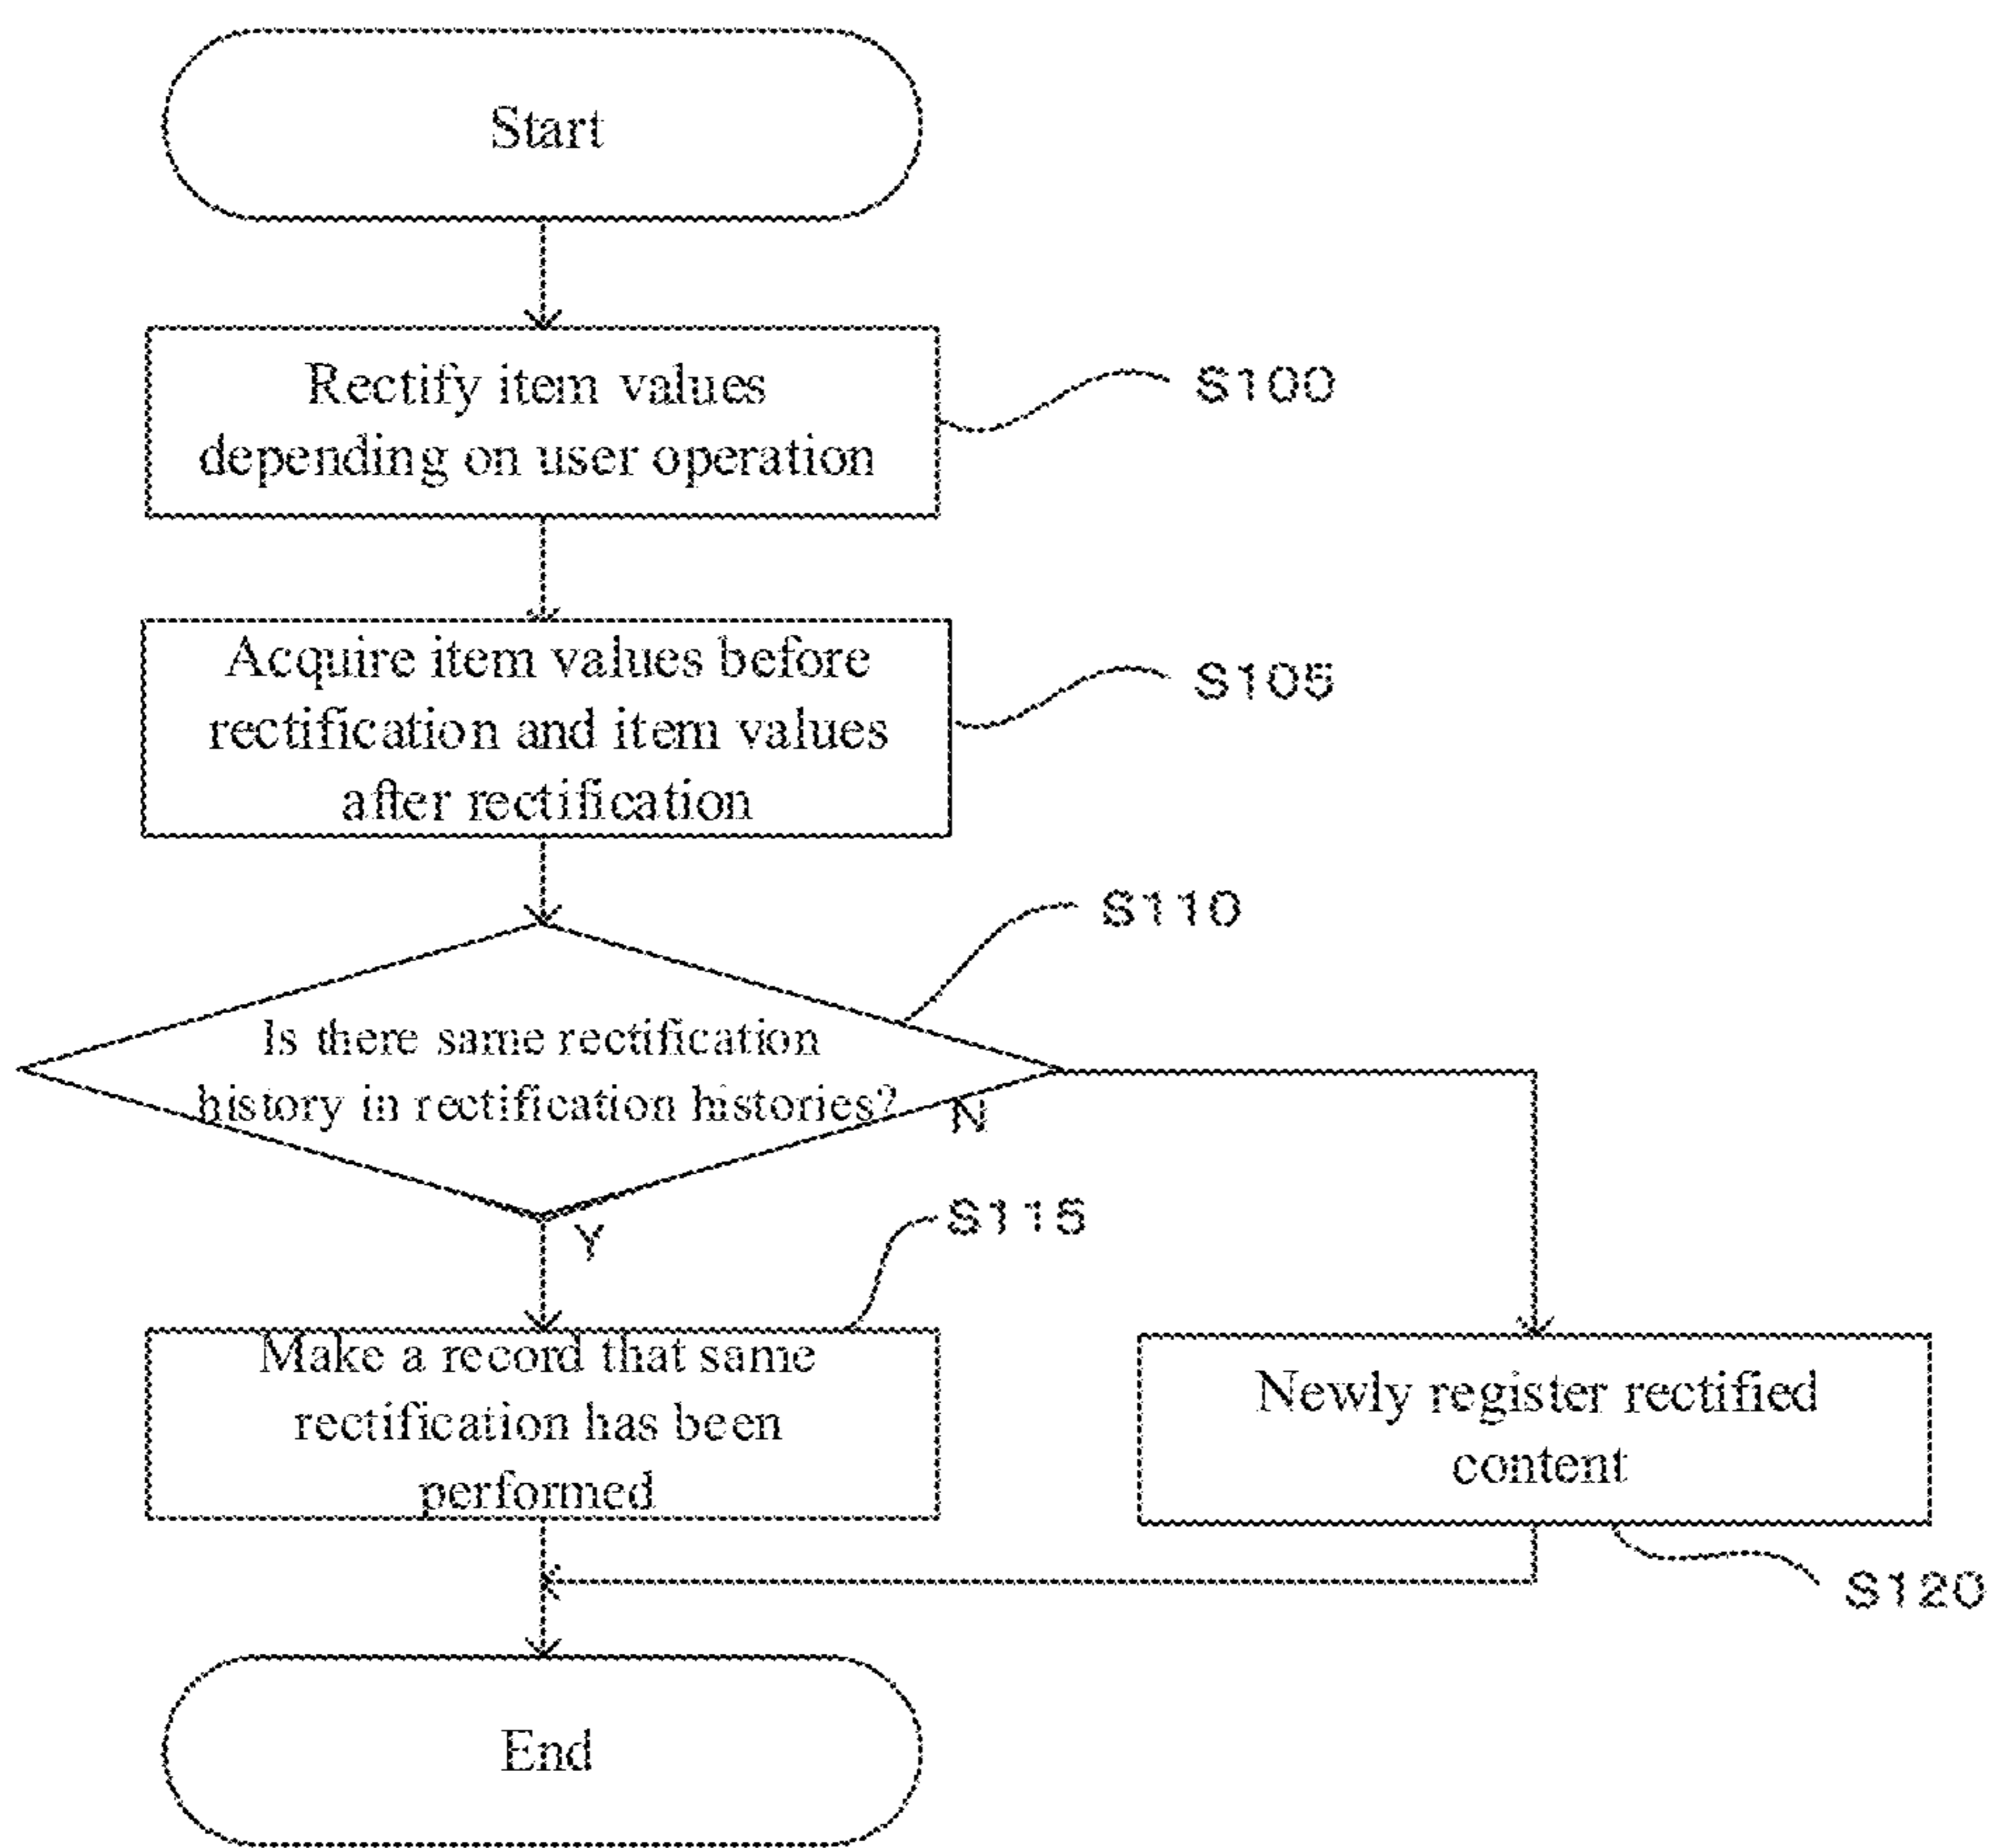 Start
Rectify item values
depending on user operation
S100
Acquire item values before
rectification and item values
after rectification
S105
S110
Is there same rectification
history in rectification histories?
N
Y
S115
Make a record that same
rectification has been
performed
Newly register rectified
content
S120
End